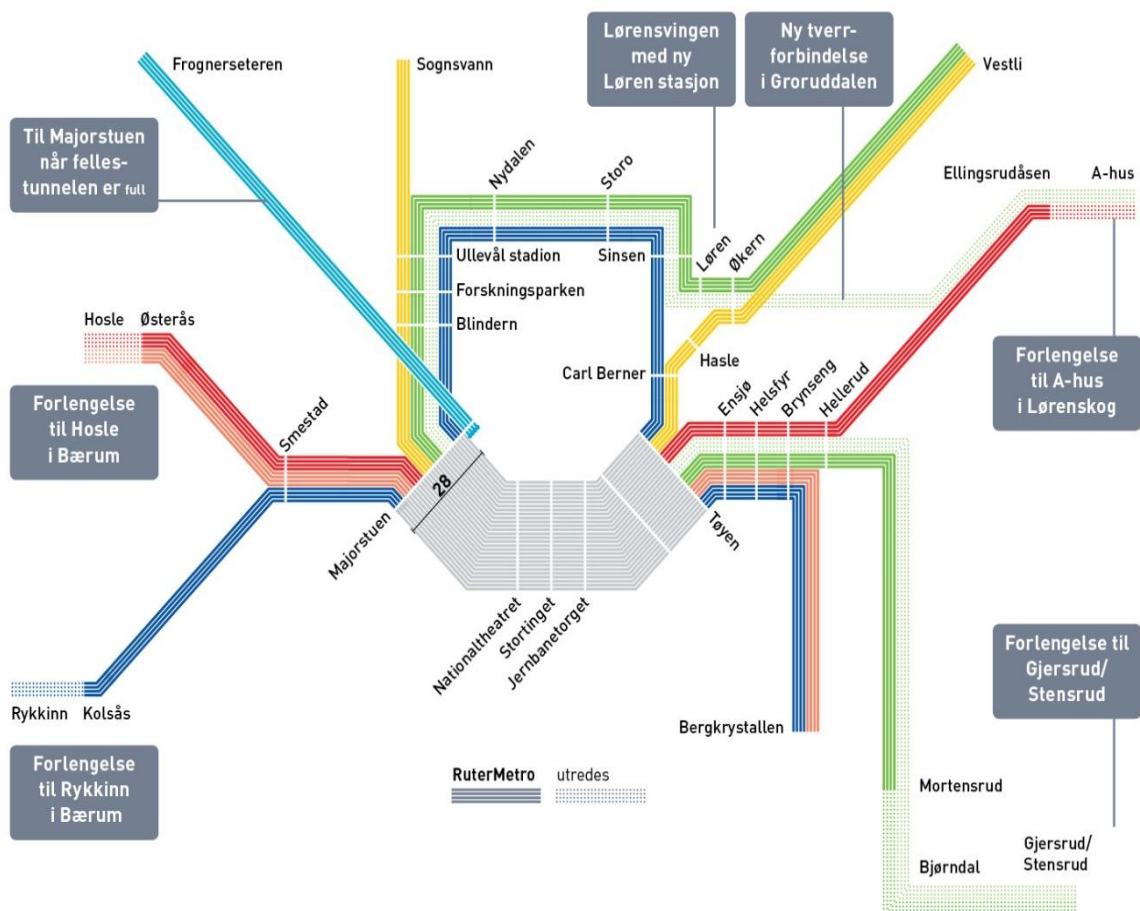 Frognerseteren
Sognsvann
Lørensvingen
med ny
Løren stasjon
Ny tverr-
forbindelse
i Groruddalen
Vestli
Til Majorstuen
når felles-
tunnelen er full
Nydalen
Storo
Ellingsrudåsen
A-hus
Ullevål stadion
Sinsen
Løren
Økern
Forskningsparken
Blindern
Hosle
Østerås
Hasle
Carl Berner
Forlengelse
til Hosle
i Bærum
Smestad
Ensjø
Helsfyr
Brynseng
Hellerud
Forlengelse
til A-hus
i Lørenskog
28
Majorstuen
Tøyen
Nationaltheatret
Stortinget
Jernbanetorget
Forlengelse til
Gjersrud/
Stensrud
Rykkinn
Kolsås
Bergkrystallen
Forlengelse
til Rykkinn
i Bærum
RuterMetro
utredes
Mortensrud
Bjørndal
Gjersrud/
Stensrud